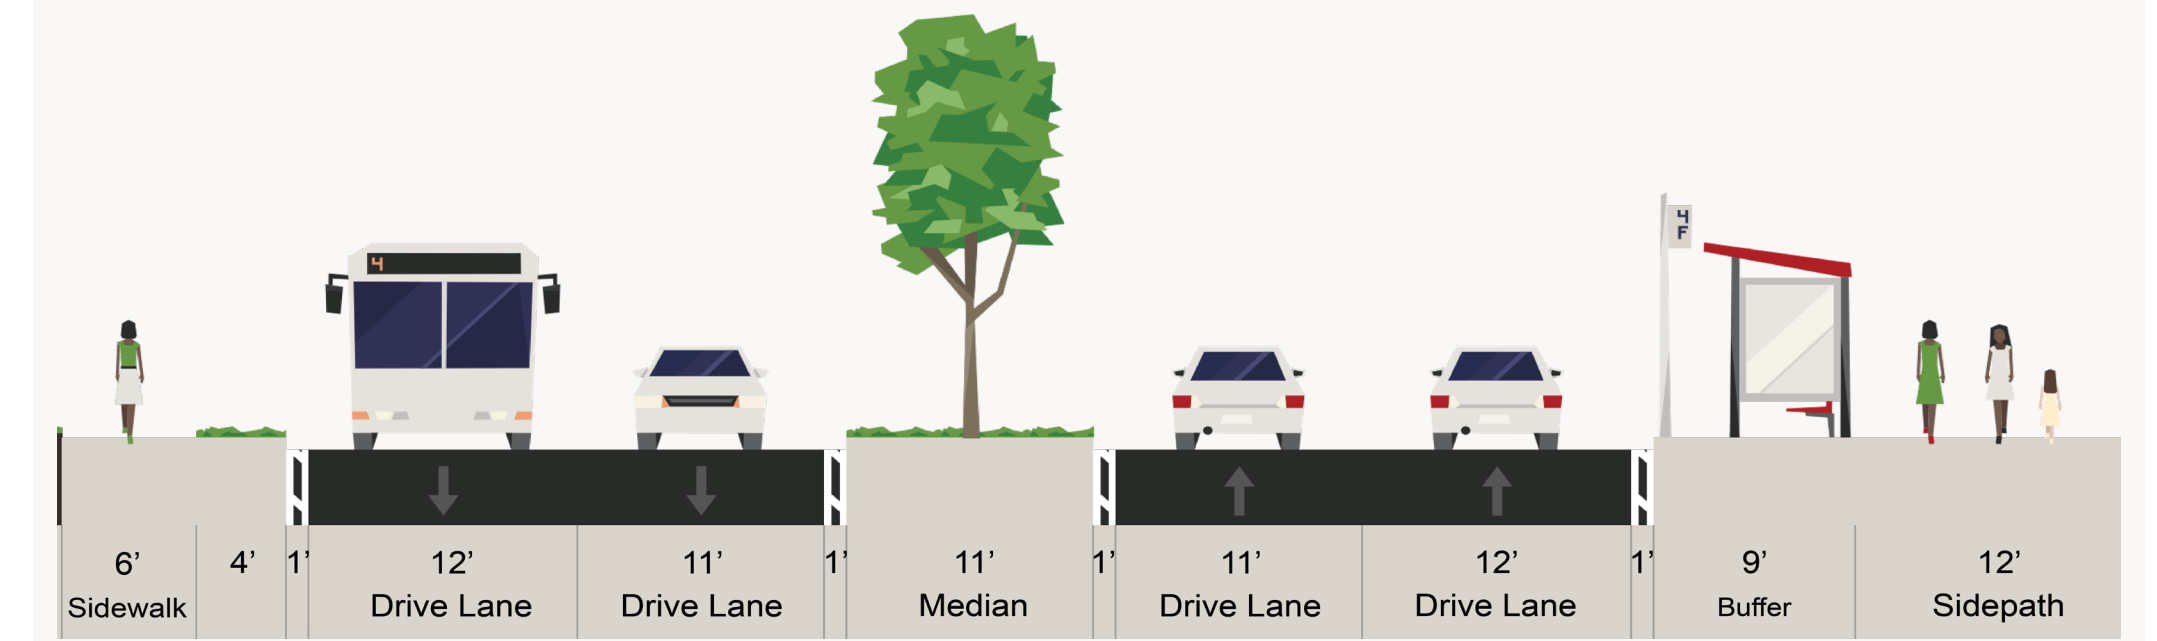 4
4
F
6’
4’
1’
12’
11’
1’
11’
1’
11’
12’
1’
9’
12’
Sidewalk
Drive Lane
Drive Lane
Median
Drive Lane
Drive Lane
Buffer
Sidepath